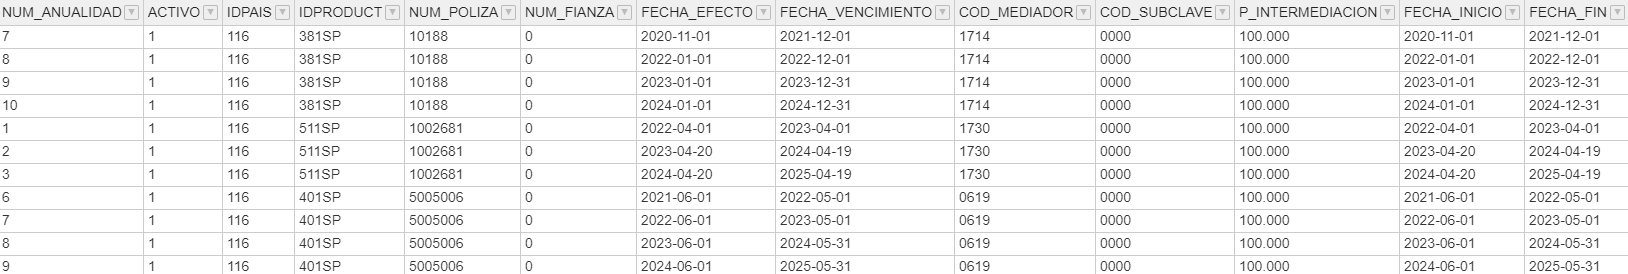 NUM_ANUALIDAD ACTIVO IDPAIS IDPRODUCT NUM_POLIZA NUM_FIANZA FECHA_EFECTO FECHA_VENCIMIENTO COD_MEDIADOR COD_SUBCLAVE P_INTERMEDIACION FECHA_INICIO FECHA_FIN
7 1 116 381SP 10188 0 2020-11-01 2021-12-01 1714 0000 100.000 2020-11-01 2021-12-01
8 1 116 381SP 10188 0 2022-01-01 2022-12-01 1714 0000 100.000 2022-01-01 2022-12-01
9 1 116 381SP 10188 0 2023-01-01 2023-12-31 1714 0000 100.000 2023-01-01 2023-12-31
10 1 116 381SP 10188 0 2024-01-01 2024-12-31 1714 0000 100.000 2024-01-01 2024-12-31
1 1 116 511SP 1002681 0 2022-04-01 2023-04-01 1730 0000 100.000 2022-04-01 2023-04-01
2 1 116 511SP 1002681 0 2023-04-20 2024-04-19 1730 0000 100.000 2023-04-20 2024-04-19
3 1 116 511SP 1002681 0 2024-04-20 2025-04-19 1730 0000 100.000 2024-04-20 2025-04-19
6 1 116 401SP 5005006 0 2021-06-01 2022-05-01 0619 0000 100.000 2021-06-01 2022-05-01
7 1 116 401SP 5005006 0 2022-06-01 2023-05-01 0619 0000 100.000 2022-06-01 2023-05-01
8 1 116 401SP 5005006 0 2023-06-01 2024-05-31 0619 0000 100.000 2023-06-01 2024-05-31
9 1 116 401SP 5005006 0 2024-06-01 2025-05-31 0619 0000 100.000 2024-06-01 2025-05-31